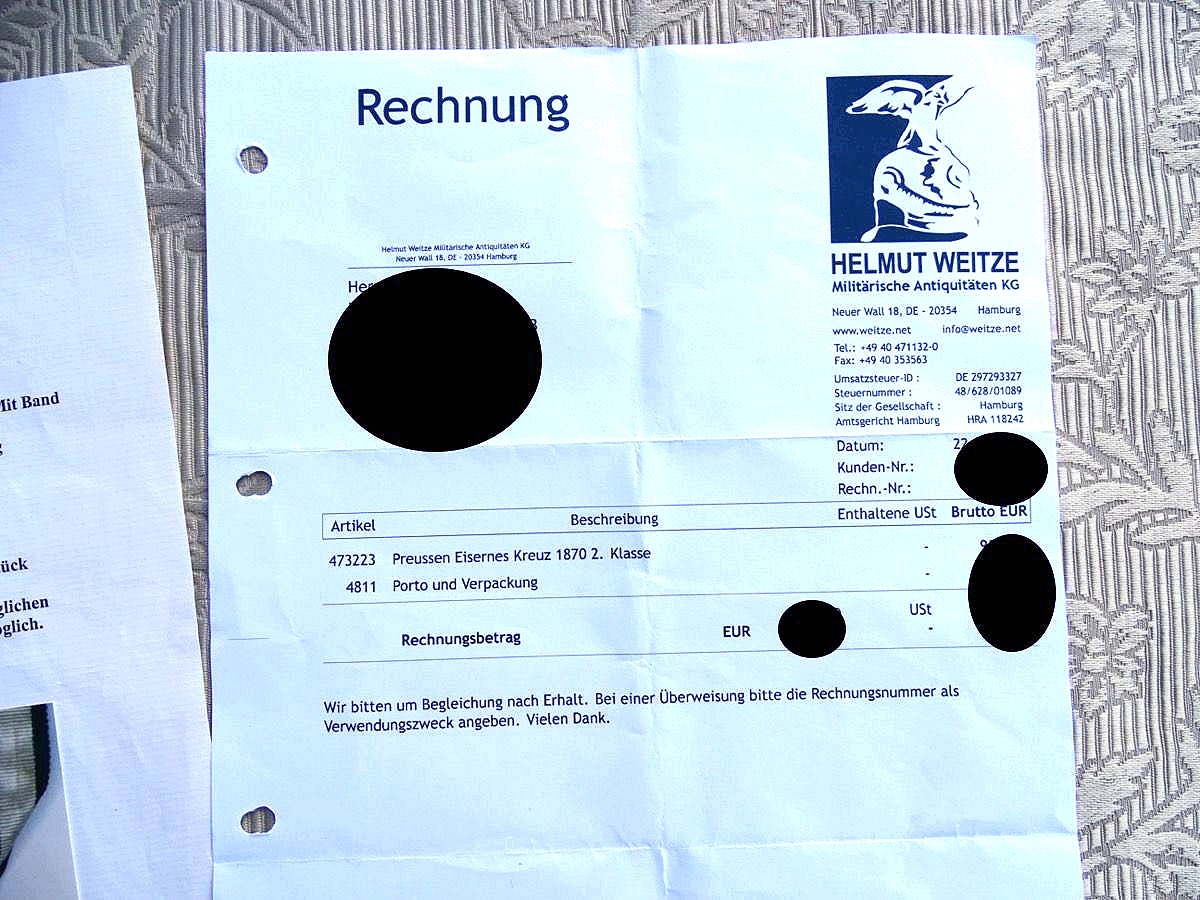 Rechnung
Helmut Weitze Militärische Antiquitäten KG
Neuer Wall 18, DE - 20354 Hamburg
HELMUT WEITZE
Militärische Antiquitäten KG
Neuer Wall 18, DE - 20354 Hamburg
www.weitze.net info@weitze.net
Tel.: +49 40 471132-0
Fax: +49 40 353563
Umsatzsteuer-ID : DE 297293327
Steuernummer : 48/628/01089
Sitz der Gesellschaft : Hamburg
Amtsgericht Hamburg HRA 118242
Datum: 22
Kunden-Nr.:
Rechn.-Nr.:
Artikel Beschreibung Enthaltene USt Brutto EUR
473223 Preussen Eisernes Kreuz 1870 2. Klasse -
4811 Porto und Verpackung -
USt
Rechnungsbetrag EUR -
Wir bitten um Begleichung nach Erhalt. Bei einer Überweisung bitte die Rechnungsnummer als
Verwendungszweck angeben. Vielen Dank.
Mit Band
ück
glichen
öglich.